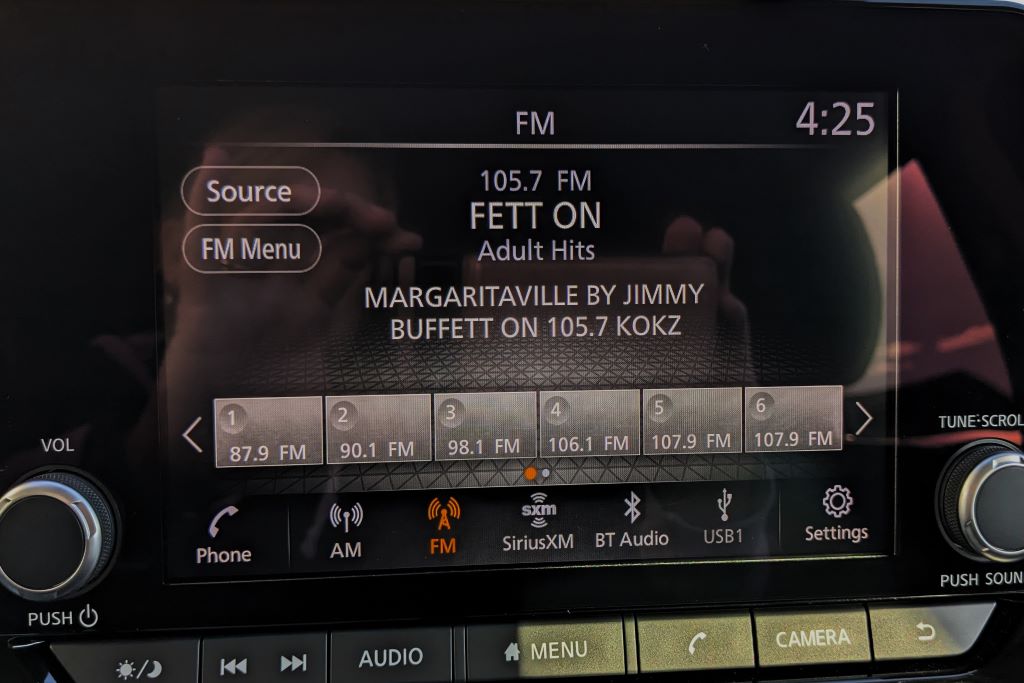 FM
4:25
Source
105.7 FM
FETT ON
FM Menu
Adult Hits
MARGARITAVILLE BY JIMMY
BUFFETT ON 105.7 KOKZ
1 2 3 4 5 6
87.9 FM 90.1 FM 98.1 FM 106.1 FM 107.9 FM 107.9 FM
VOL
TUNE·SCROL
Phone AM FM sxm SiriusXM BT Audio USB1 Settings
PUSH
PUSH SOUN
AUDIO MENU CAMERA